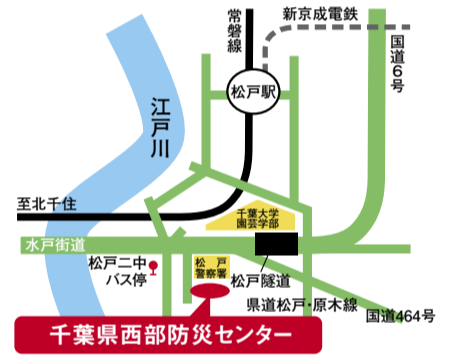 新京成電鉄
常磐線
国道6号
松戸駅
江戸川
至北千住
千葉大学
園芸学部
水戸街道
松戸二中
バス停
松戸
警察署
松戸隧道
県道松戸・原木線
国道464号
千葉県西部防災センター